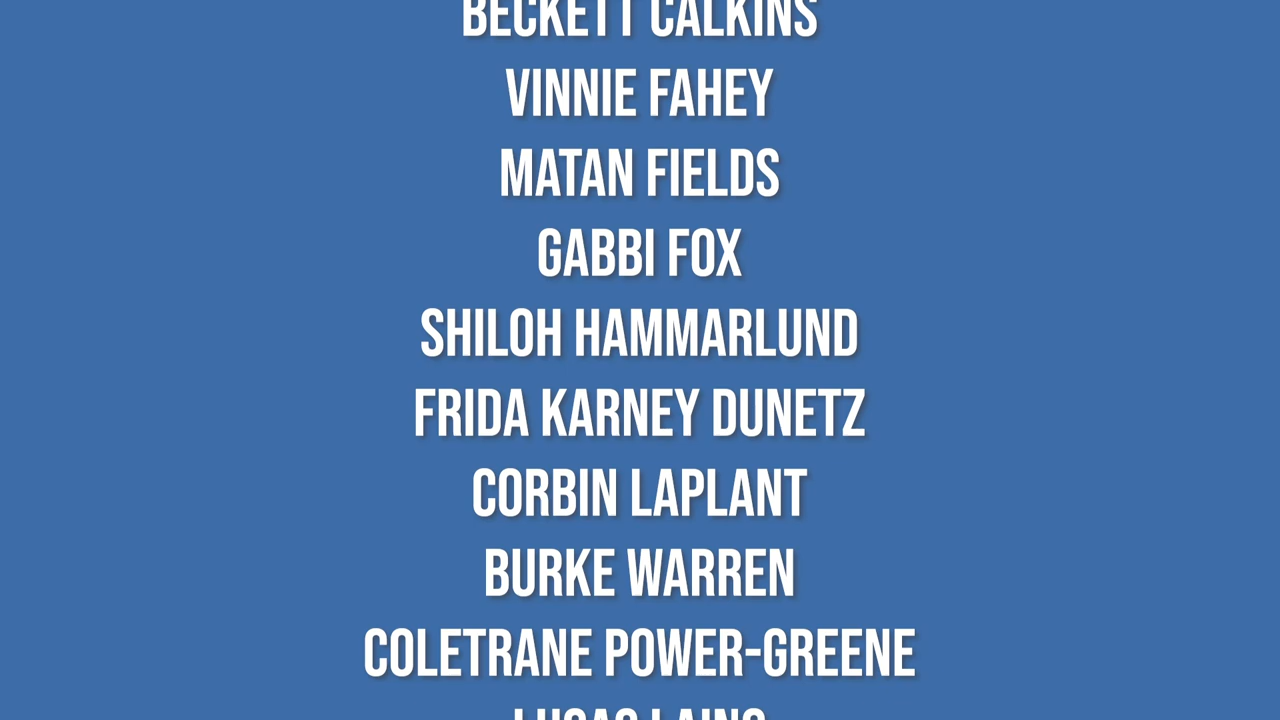 BECKETT CALKINS
VINNIE FAHEY
MATAN FIELDS
GABBI FOX
SHILOH HAMMARLUND
FRIDA KARNEY DUNETZ
CORBIN LAPLANT
BURKE WARREN
COLETRANE POWER-GREENE